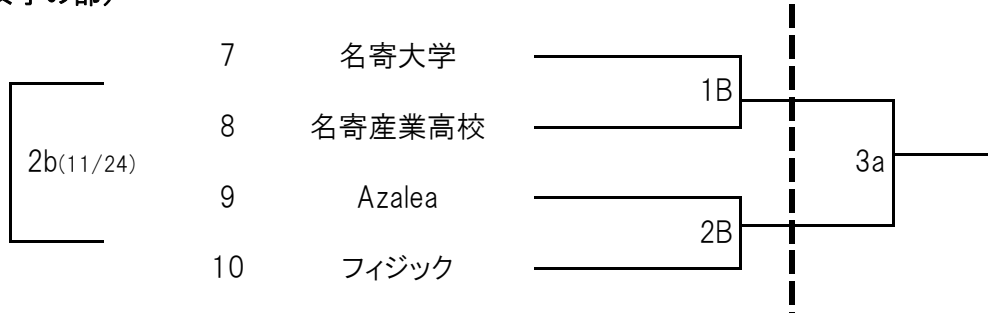 子の部)
7 名寄大学
1B
8 名寄産業高校
2b(11/24) 3a
9 Azalea
2B
10 フィジック